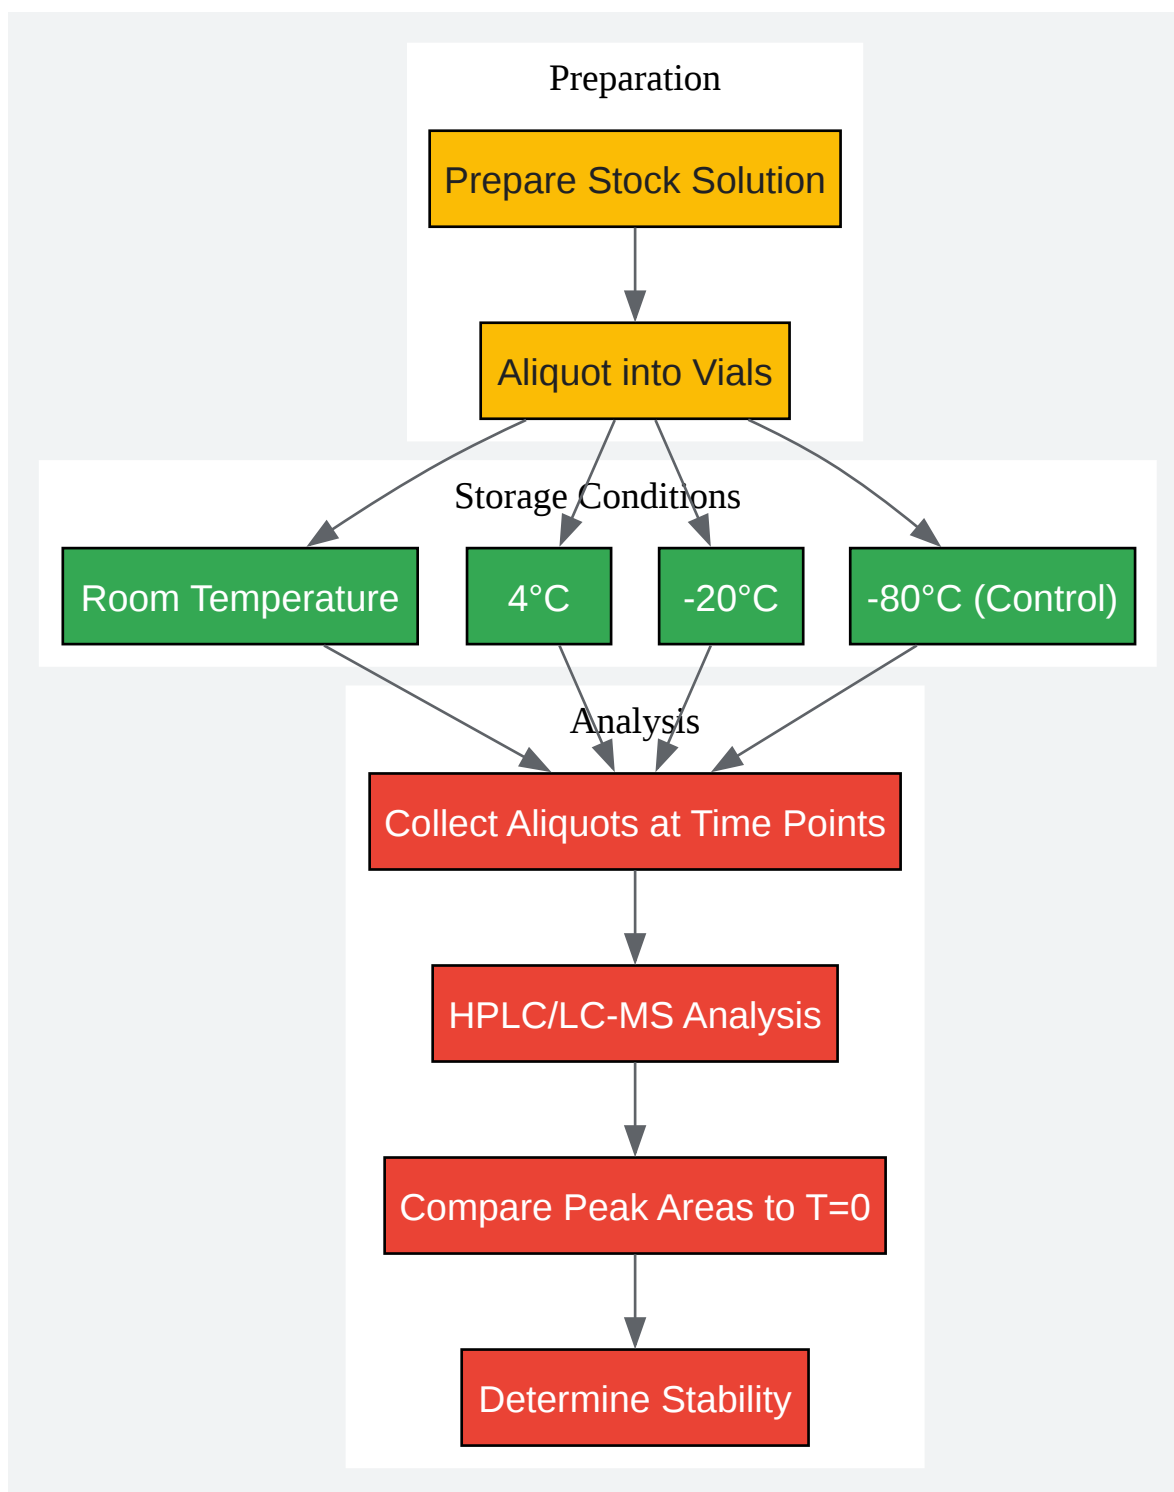 Preparation
Prepare Stock Solution
Aliquot into Vials
Storage Conditions
Room Temperature
4°C
-20°C
-80°C (Control)
Analysis
Collect Aliquots at Time Points
HPLC/LC-MS Analysis
Compare Peak Areas to T=0
Determine Stability